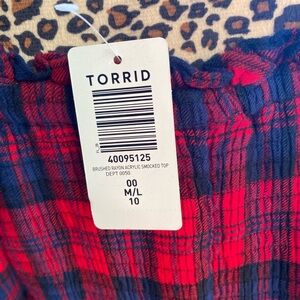 TORRID
40095125
BRUSHED RAYON ACRYLIC SMOCKED TOP
DEPT 0050
00
M/L
10